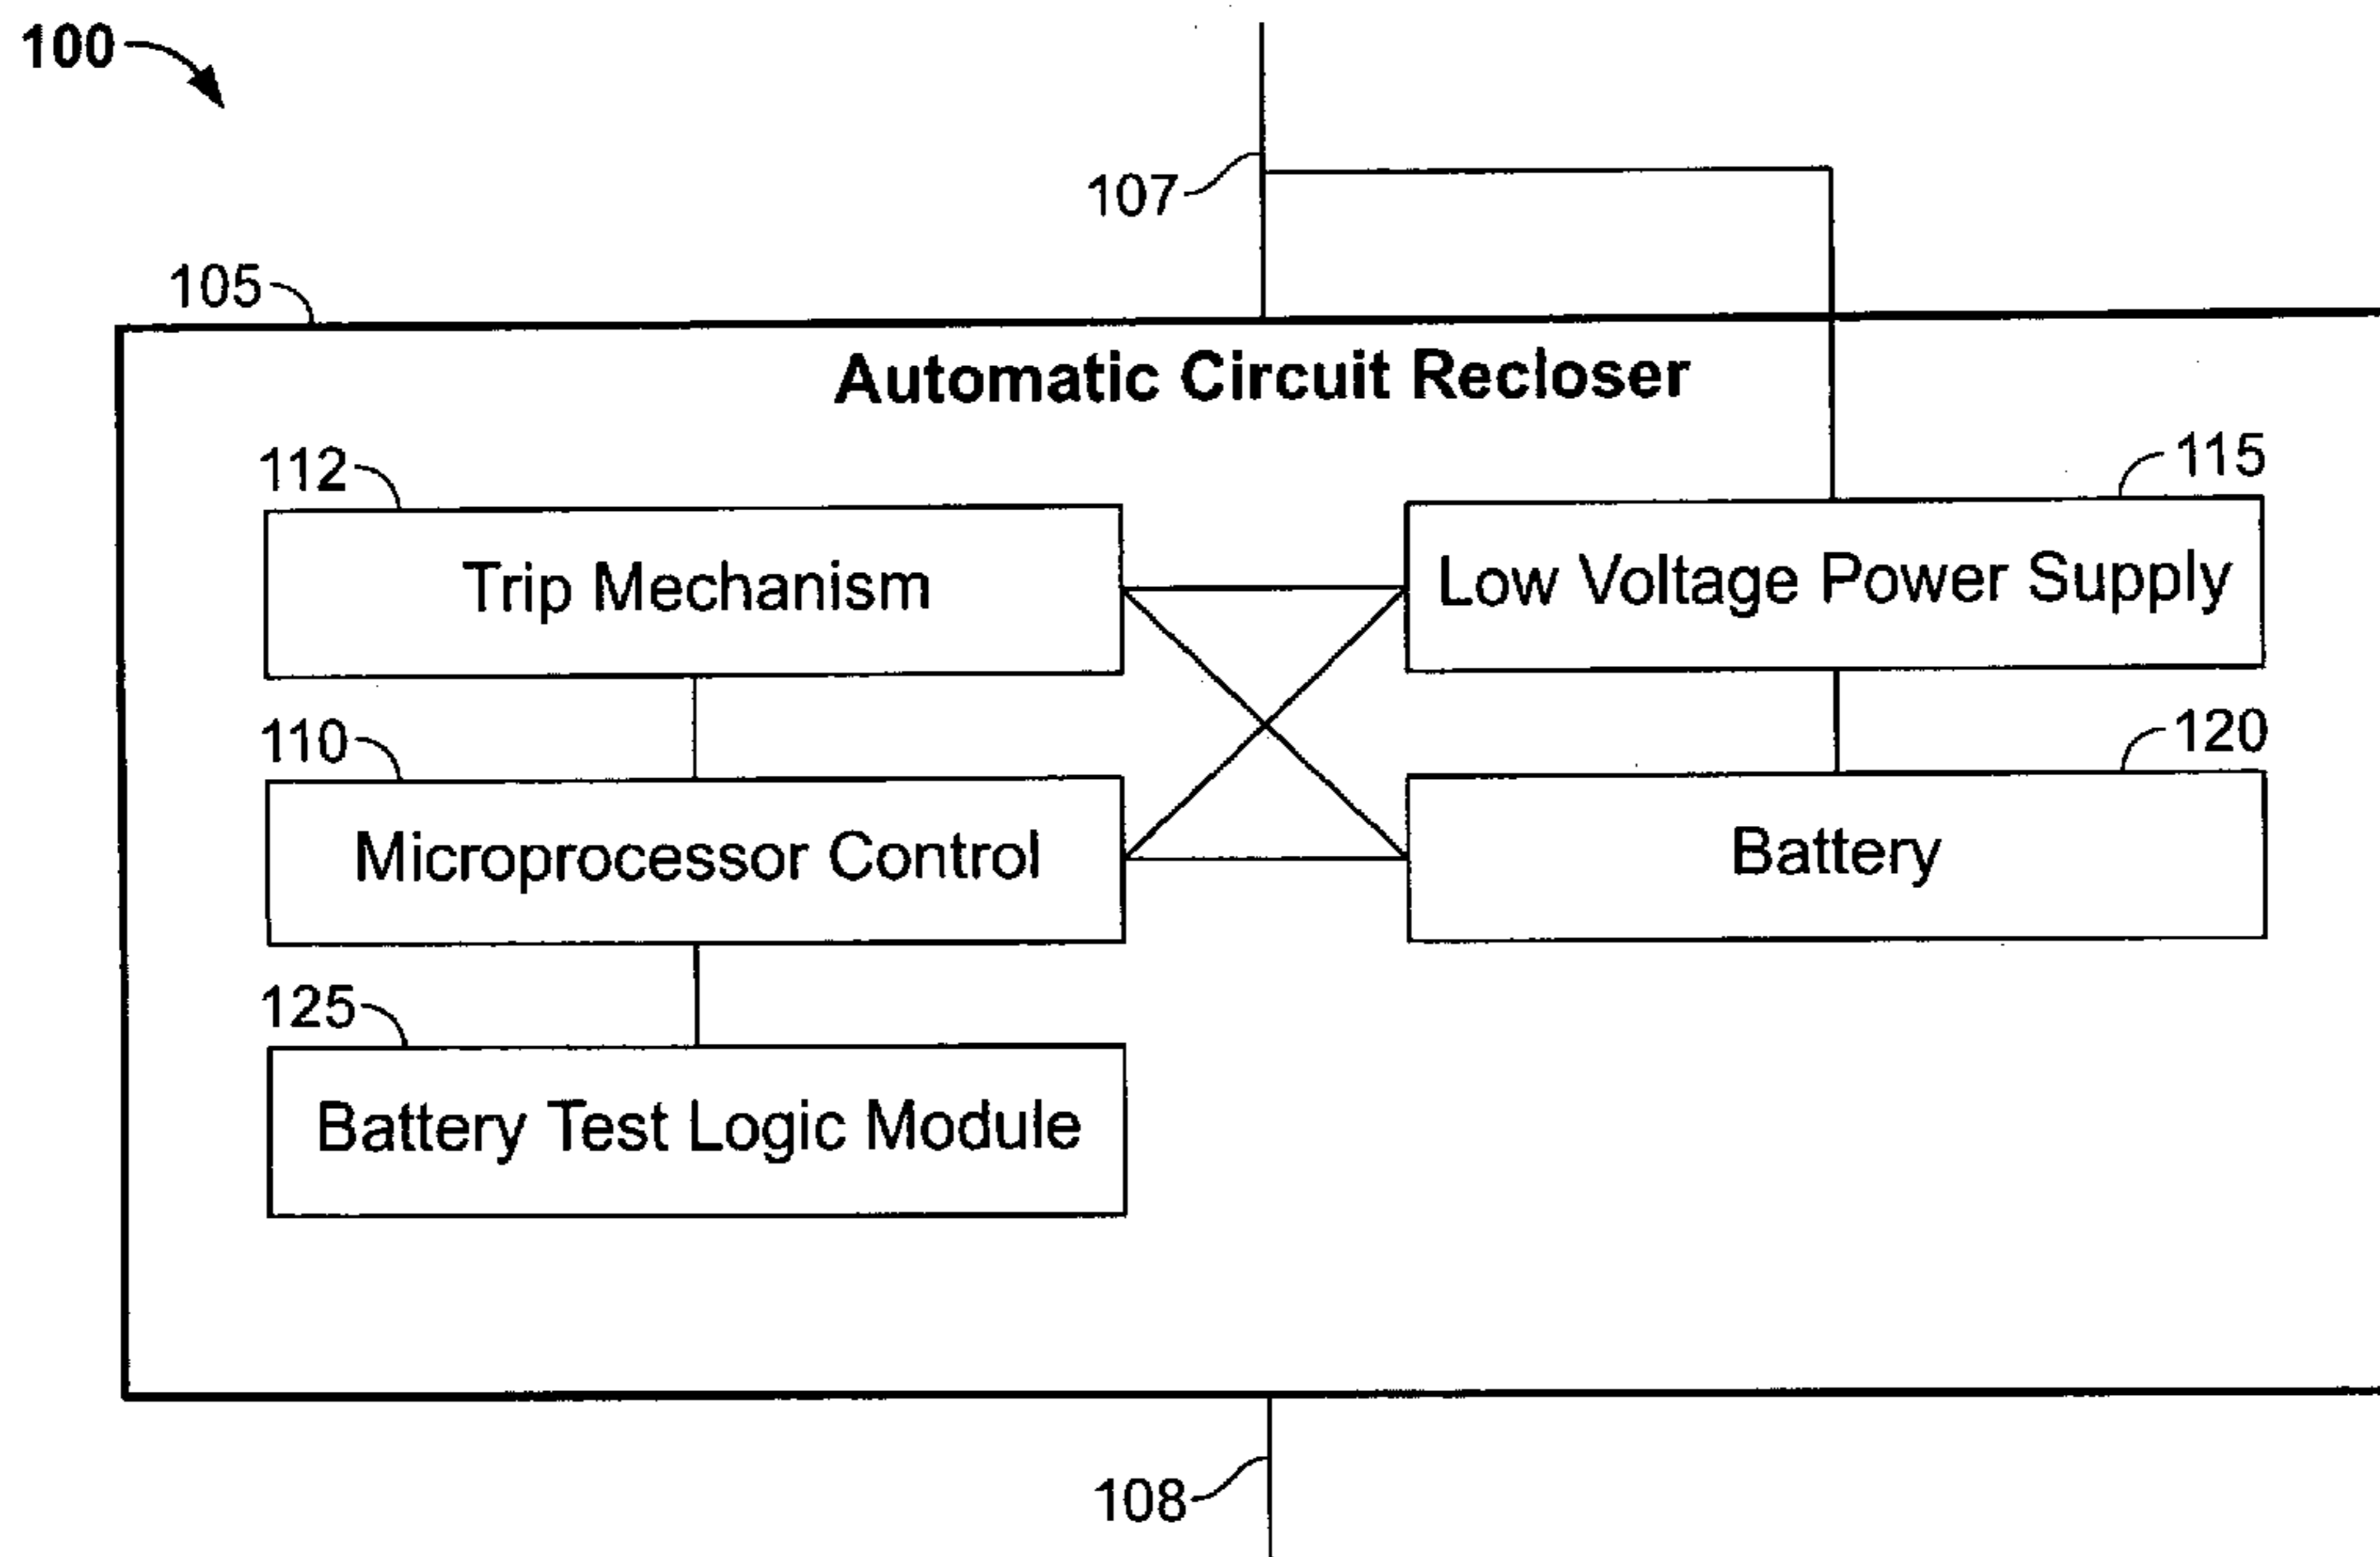 100
107
105
Automatic Circuit Recloser
112
115
Trip Mechanism
Low Voltage Power Supply
110
120
Microprocessor Control
Battery
125
Battery Test Logic Module
108